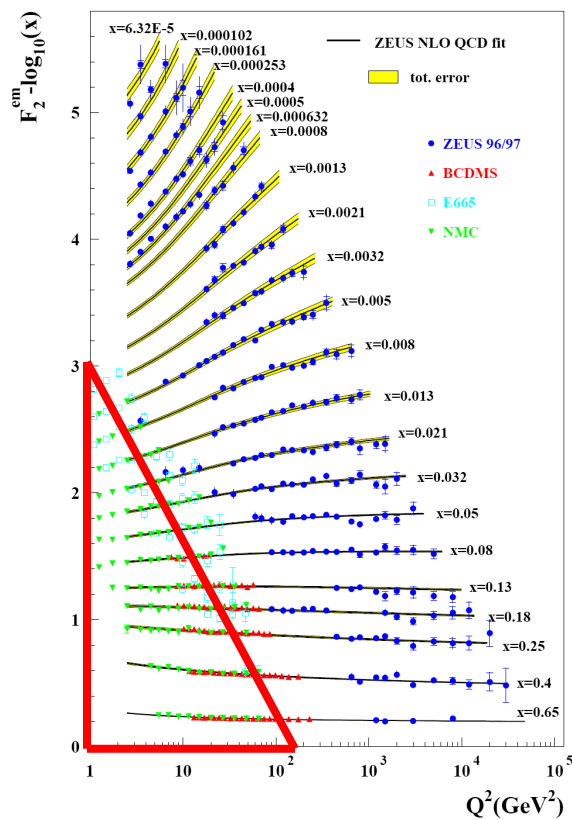 F₂ᵉᵐ-log₁₀(x)
x=6.32E-5
x=0.000102
x=0.000161
x=0.000253
x=0.0004
x=0.0005
x=0.000632
x=0.0008
x=0.0013
x=0.0021
x=0.0032
x=0.005
x=0.008
x=0.013
x=0.021
x=0.032
x=0.05
x=0.08
x=0.13
x=0.18
x=0.25
x=0.4
x=0.65
ZEUS NLO QCD fit
tot. error
ZEUS 96/97
BCDMS
E665
NMC
5
4
3
2
1
0
1 10 10² 10³ 10⁴ 10⁵
Q²(GeV²)